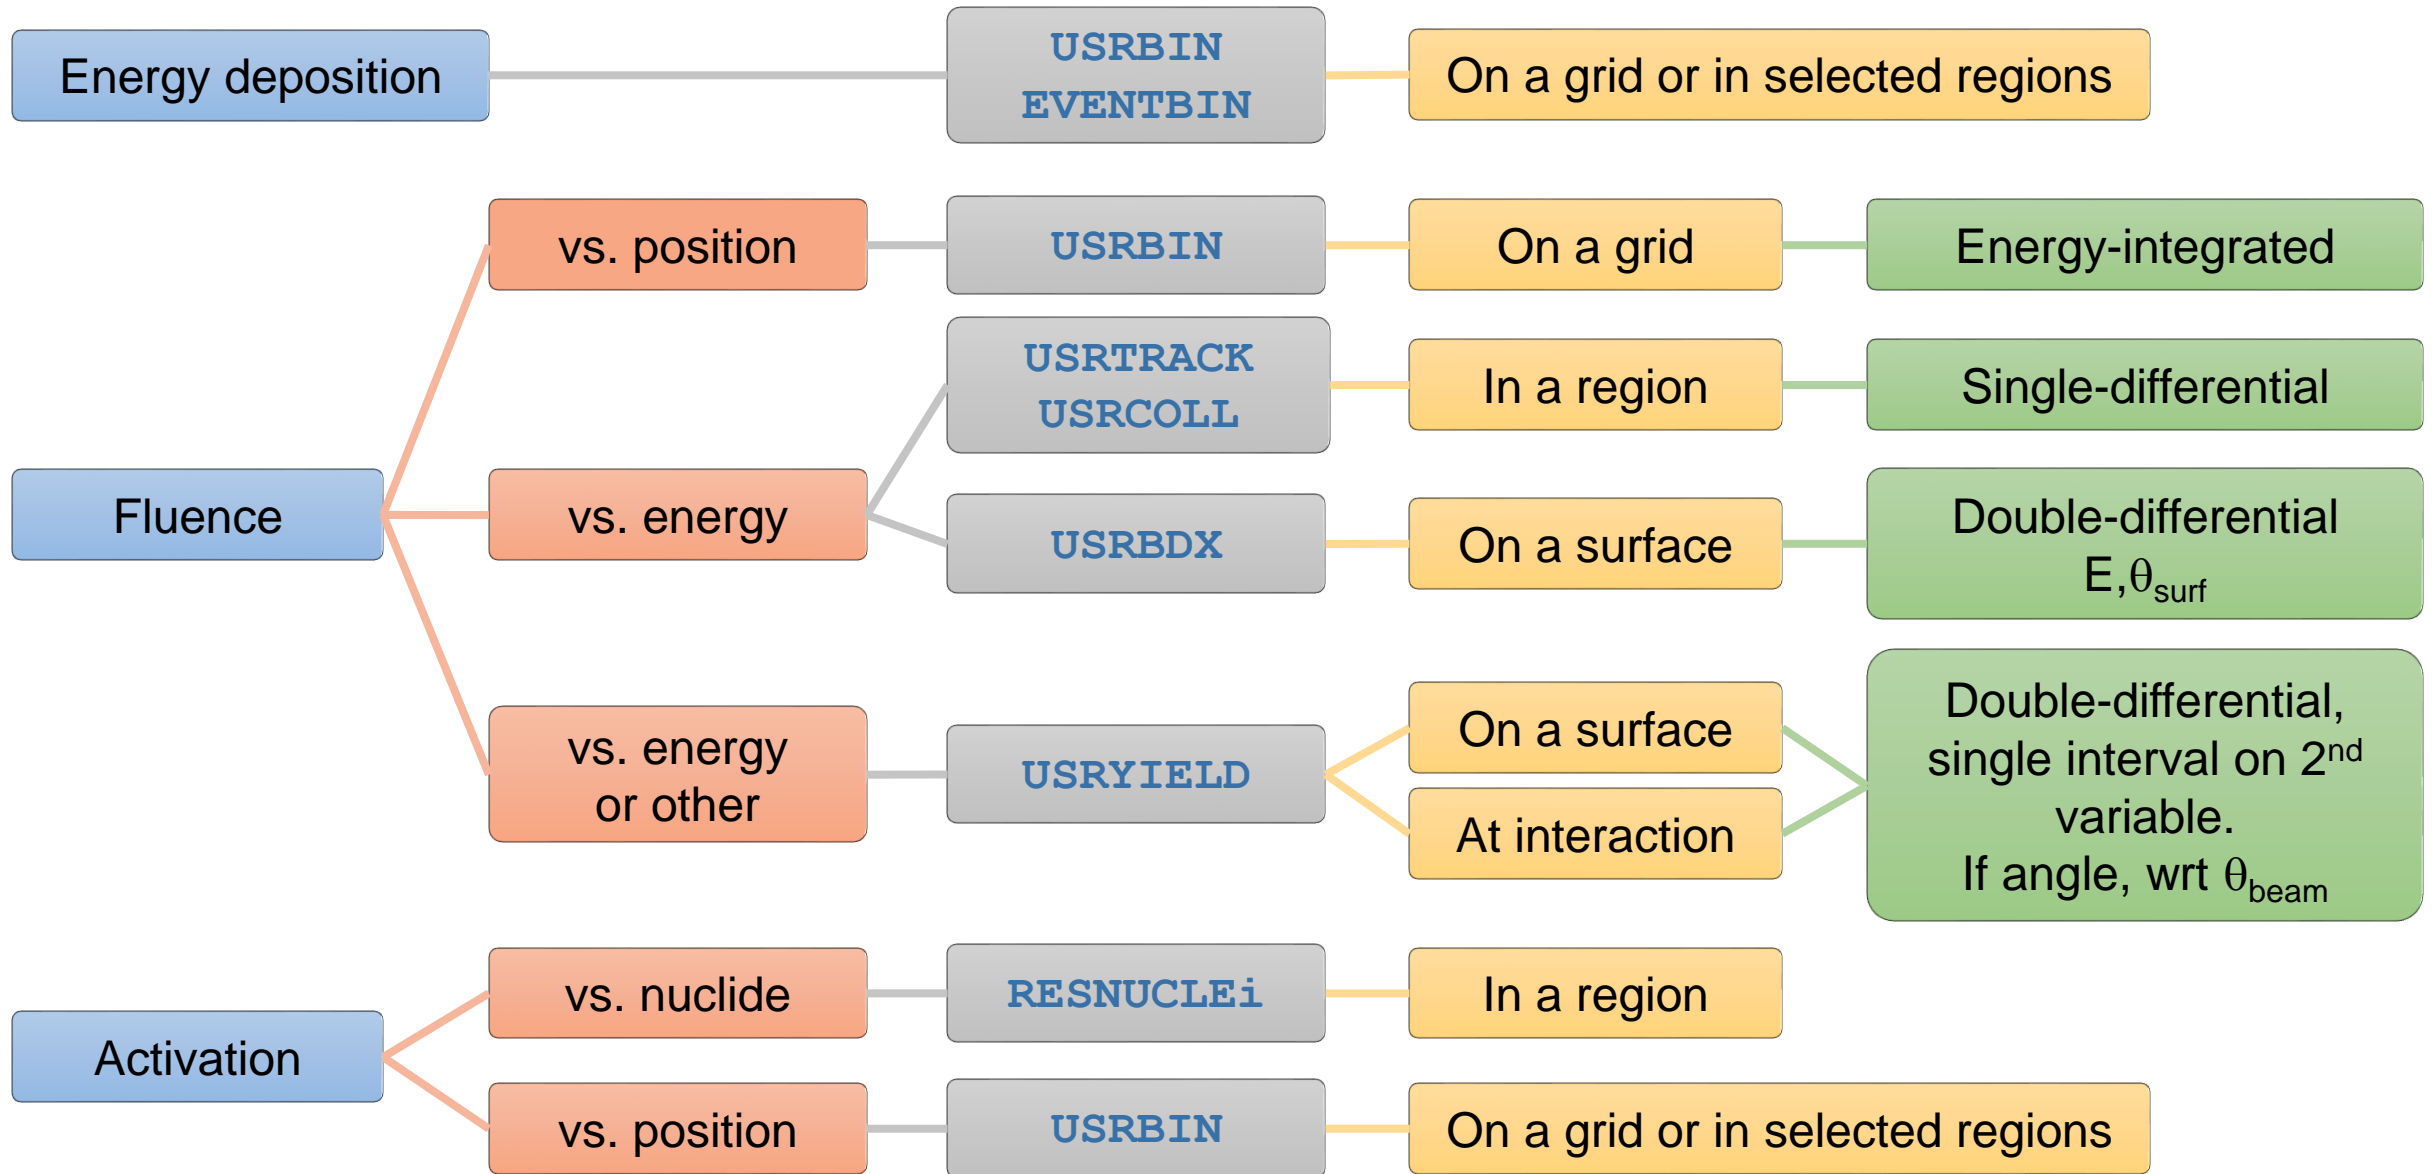 Energy deposition
USRBIN
EVENTBIN
On a grid or in selected regions
vs. position
USRBIN
On a grid
Energy-integrated
USRTRACK
USRCOLL
In a region
Single-differential
Fluence
vs. energy
USRBDX
On a surface
Double-differential
E,θsurf
vs. energy
or other
USRYIELD
On a surface
At interaction
Double-differential,
single interval on 2nd
variable.
If angle, wrt θbeam
Activation
vs. nuclide
RESNUCLEi
In a region
vs. position
USRBIN
On a grid or in selected regions